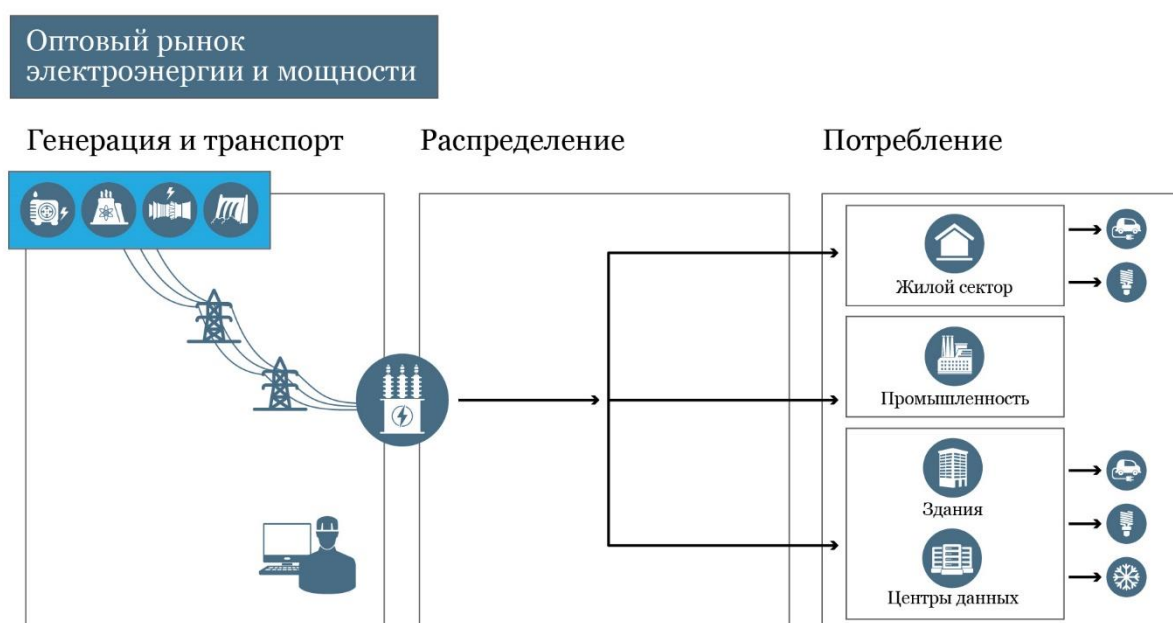 Оптовый рынок
электроэнергии и мощности
Генерация и транспорт
Распределение
Потребление
Жилой сектор
Промышленность
Здания
Центры данных